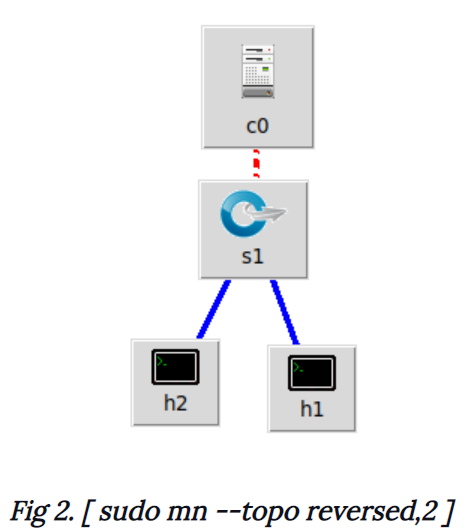 c0
s1
h2
h1
Fig 2. [ sudo mn --topo reversed,2 ]